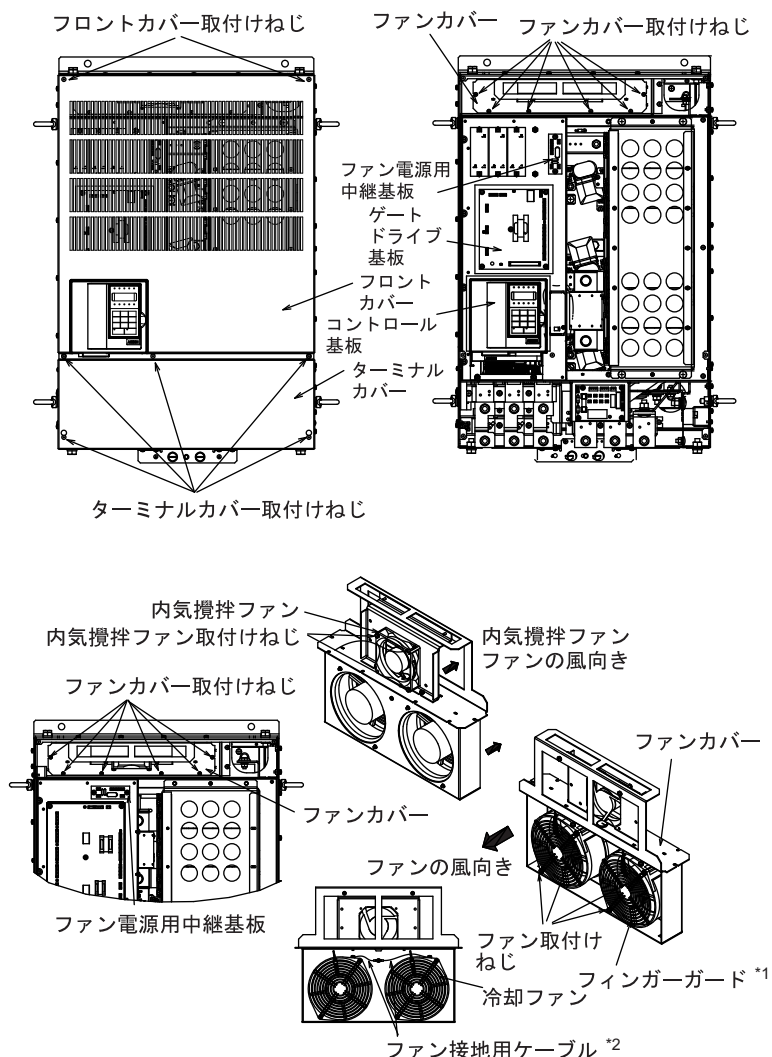 フロントカバー取付けねじ
ファンカバー
ファンカバー取付けねじ
ファン電源用
中継基板
ゲート
ドライブ
基板
フロント
カバー
コントロール
基板
ターミナル
カバー
ターミナルカバー取付けねじ
内気攪拌ファン
内気攪拌ファン取付けねじ
内気攪拌ファン
ファンの風向き
ファンカバー取付けねじ
ファンカバー
ファンカバー
ファンの風向き
ファン電源用中継基板
ファン取付け
ねじ
フィンガーガード *1
冷却ファン
ファン接地用ケーブル *2